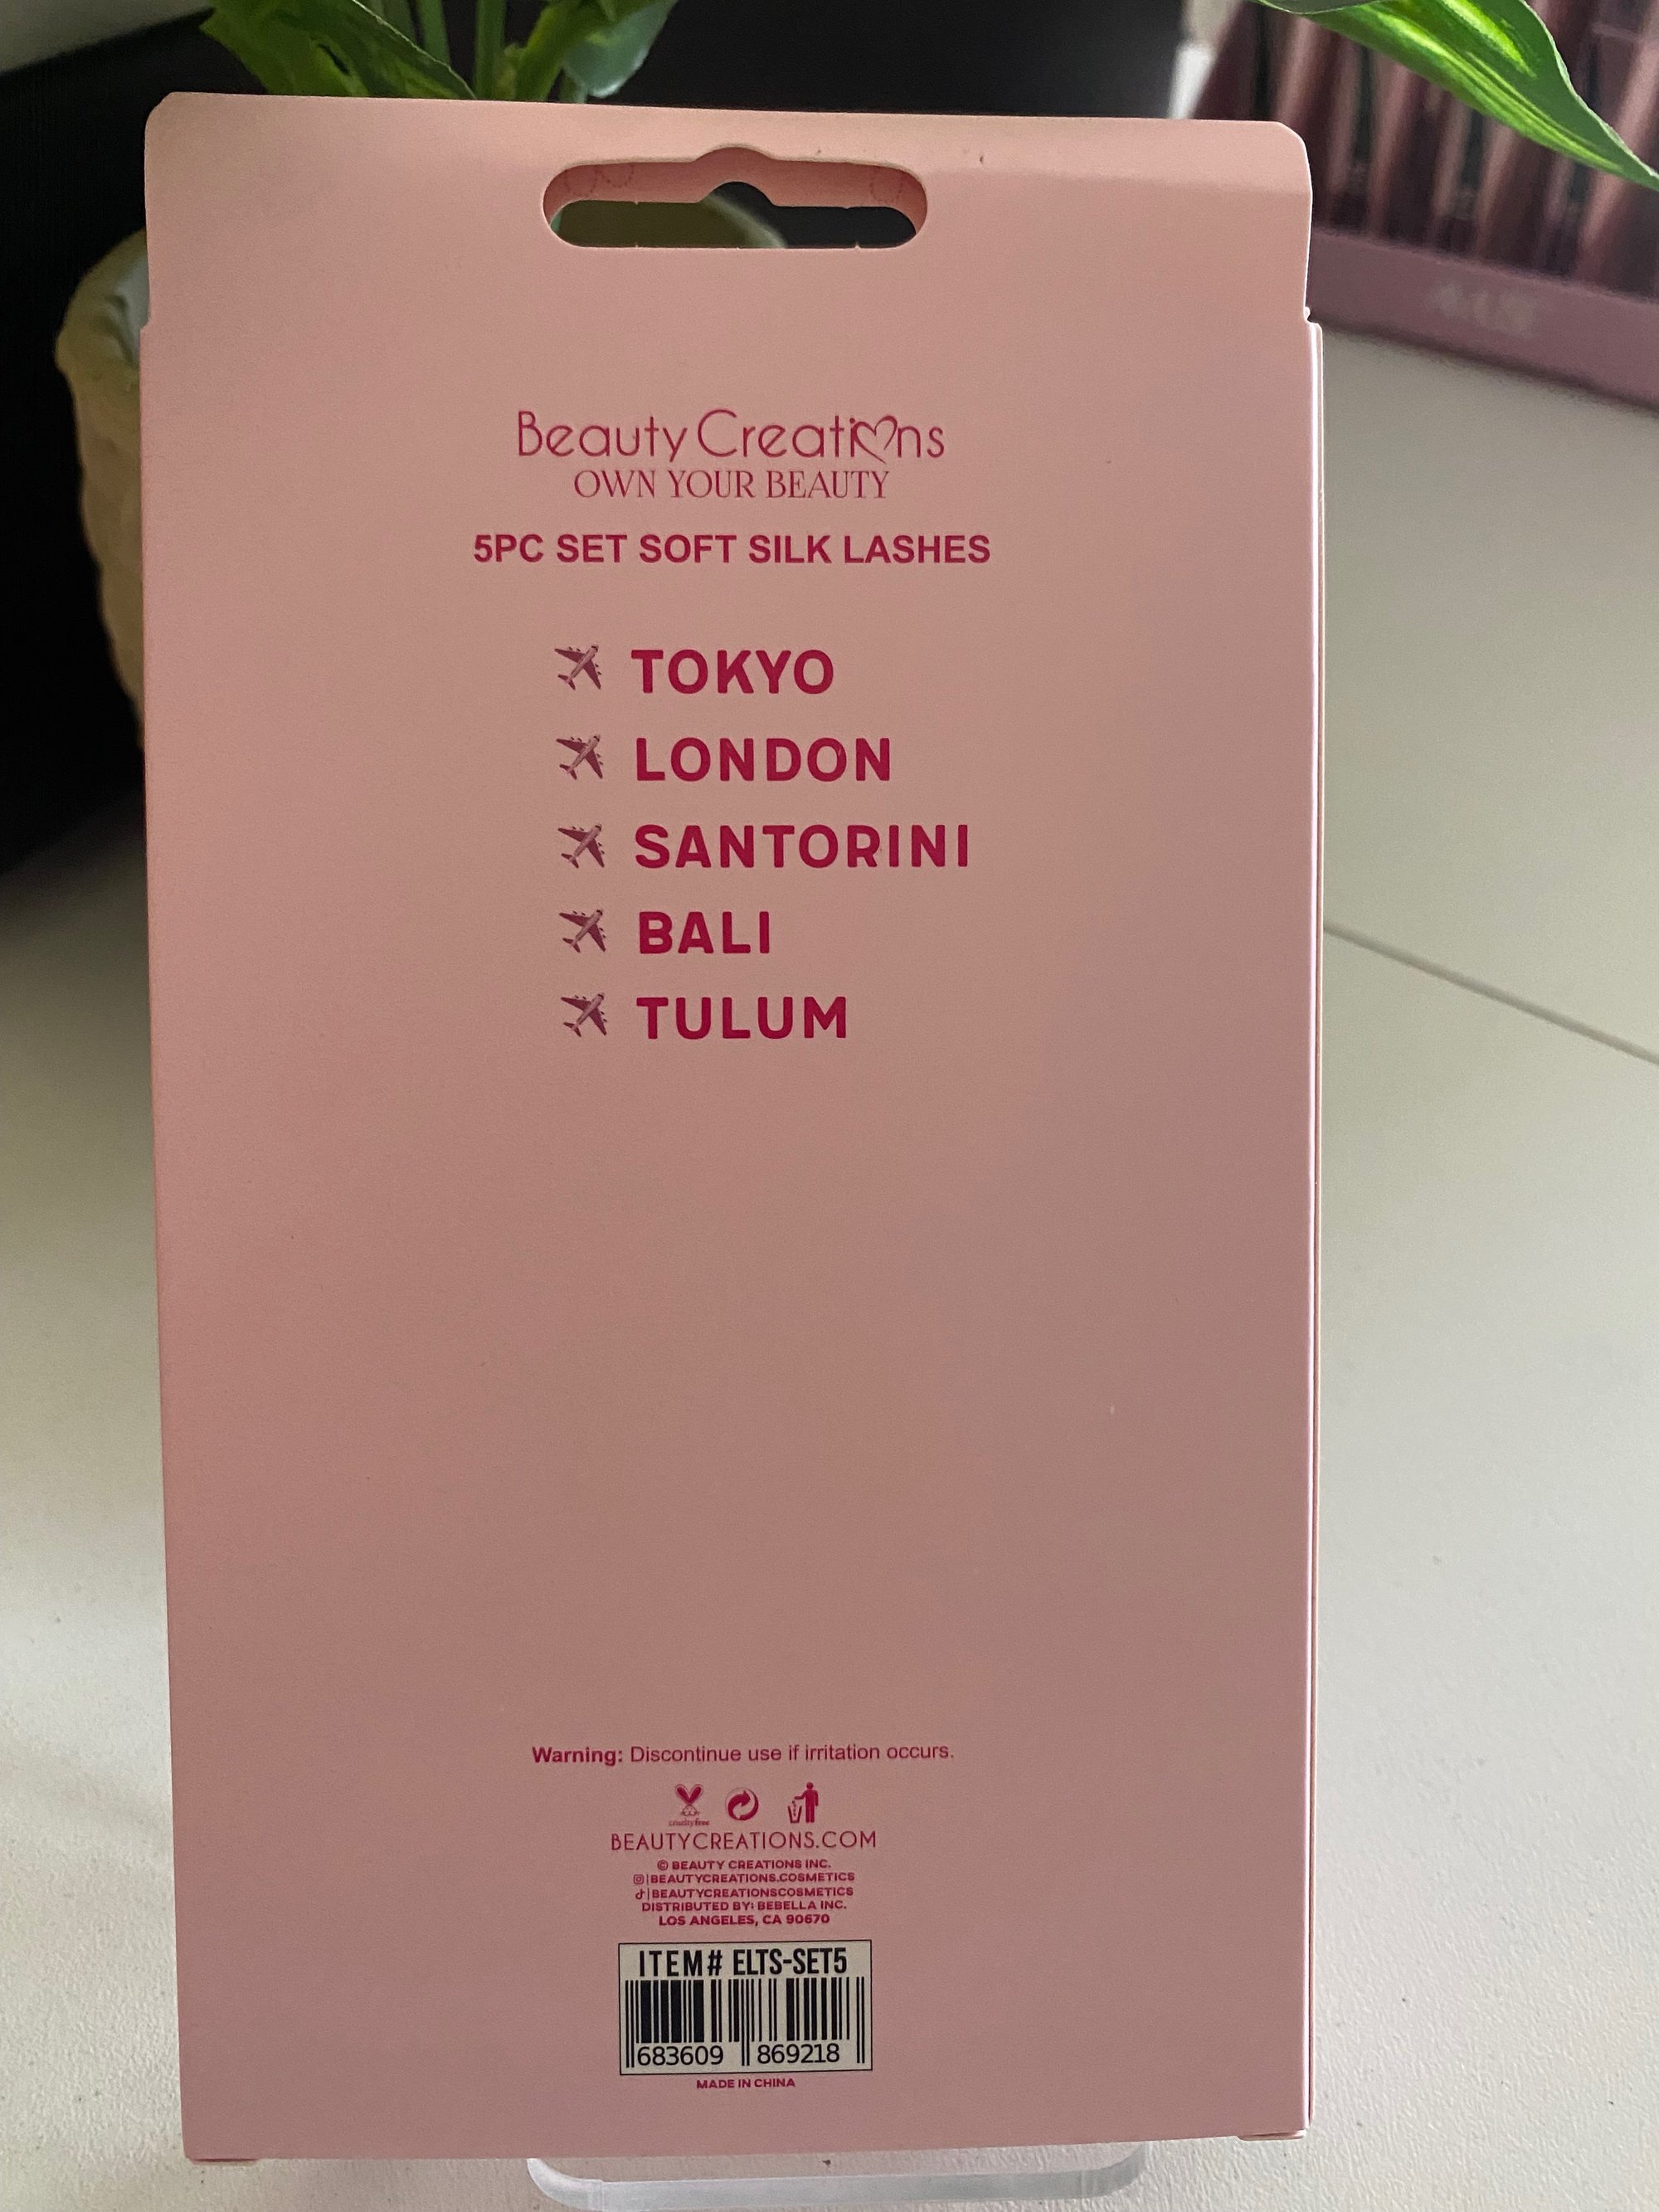 Beauty Creations
OWN YOUR BEAUTY
5PC SET SOFT SILK LASHES
TOKYO
LONDON
SANTORINI
BALI
TULUM
Warning: Discontinue use if irritation occurs.
cruelty free
BEAUTYCREATIONS.COM
© BEAUTY CREATIONS INC.
|BEAUTYCREATIONS.COSMETICS
|BEAUTYCREATIONSCOSMETICS
DISTRIBUTED BY: BEBELLA INC.
LOS ANGELES, CA 90670
ITEM# ELTS-SET5
683609 869218
MADE IN CHINA